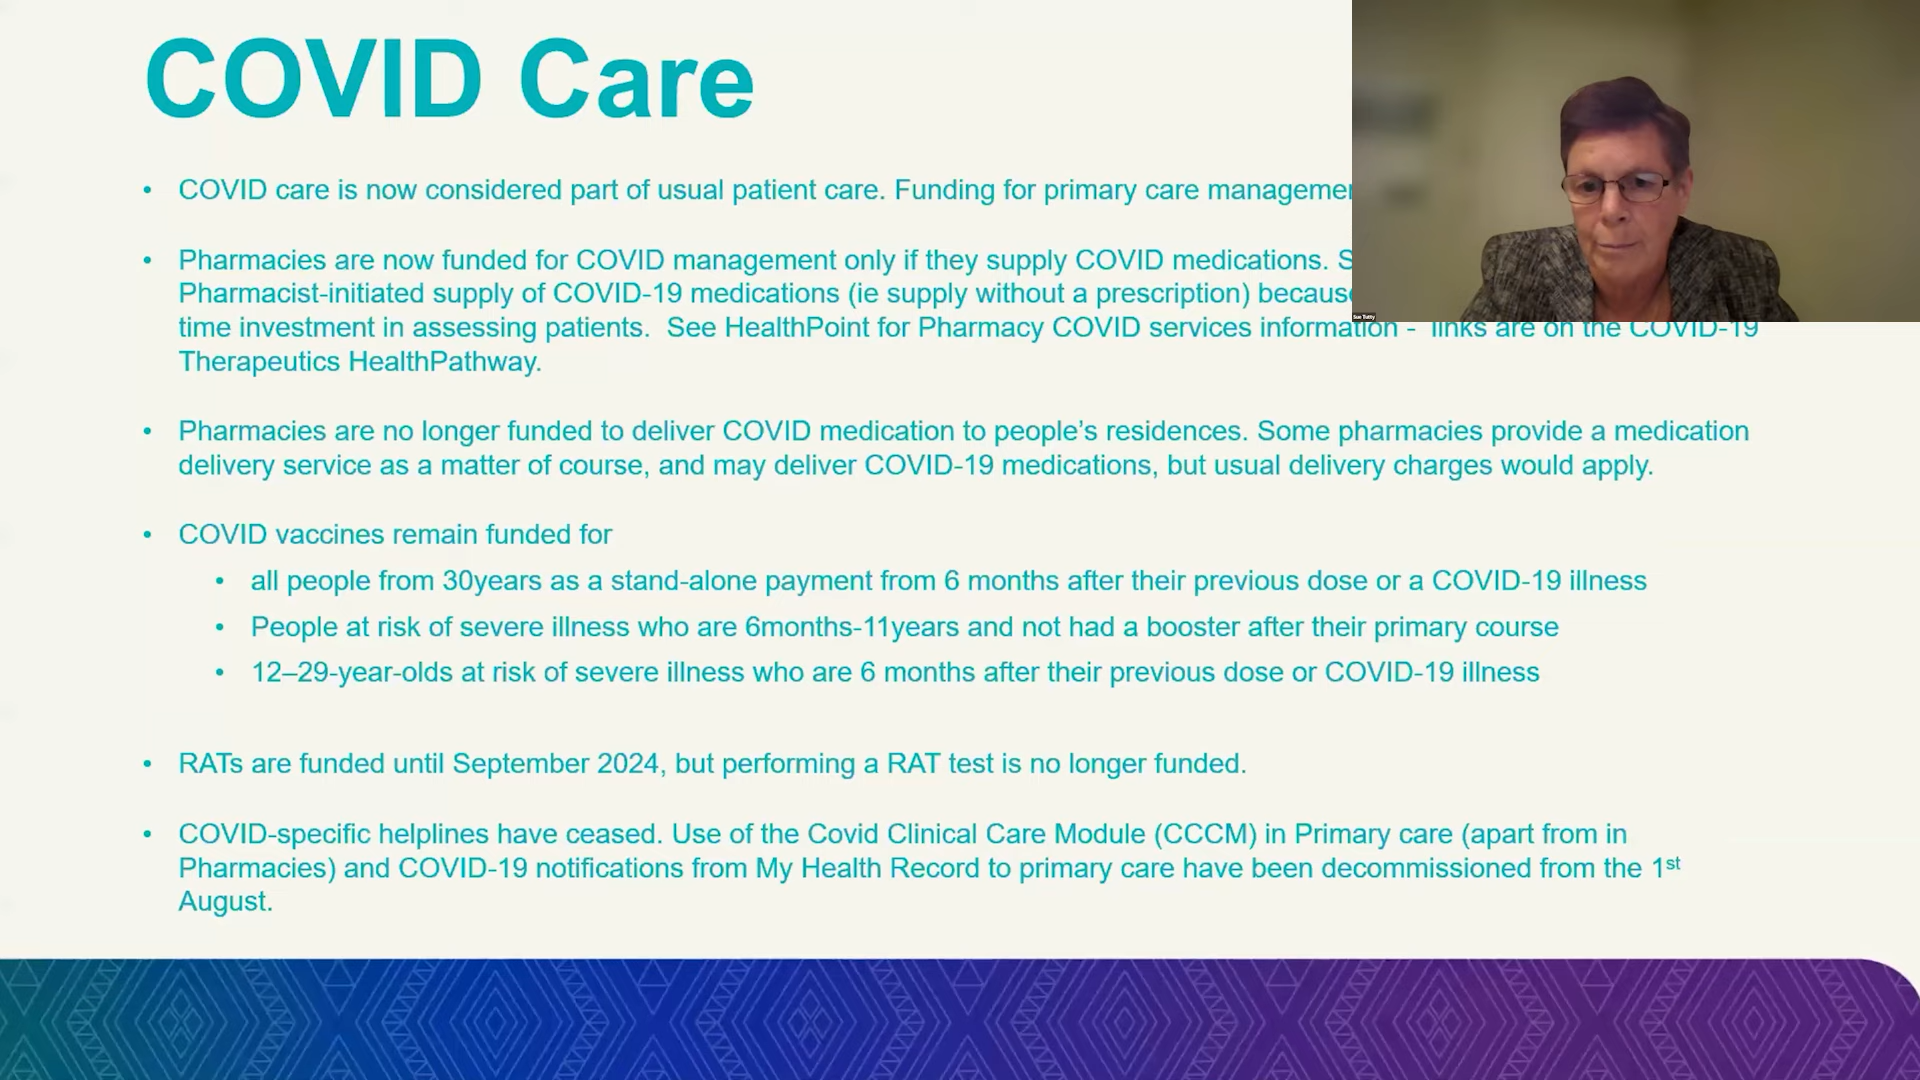 COVID Care
• COVID care is now considered part of usual patient care. Funding for primary care
• Pharmacies are now funded for COVID management only if they supply COVID medications.
Pharmacist-initiated supply of COVID-19 medications (ie supply without a prescription)
time investment in assessing patients. See HealthPoint for Pharmacy COVID services information - links are on the COVID-19
Therapeutics HealthPathway.
• Pharmacies are no longer funded to deliver COVID medication to people’s residences. Some pharmacies provide a medication
delivery service as a matter of course, and may deliver COVID-19 medications, but usual delivery charges would apply.
• COVID vaccines remain funded for
• all people from 30years as a stand-alone payment from 6 months after their previous dose or a COVID-19 illness
• People at risk of severe illness who are 6months-11years and not had a booster after their primary course
• 12–29-year-olds at risk of severe illness who are 6 months after their previous dose or COVID-19 illness
• RATs are funded until September 2024, but performing a RAT test is no longer funded.
• COVID-specific helplines have ceased. Use of the Covid Clinical Care Module (CCCM) in Primary care (apart from in
Pharmacies) and COVID-19 notifications from My Health Record to primary care have been decommissioned from the 1st
August.
Sue Tutty